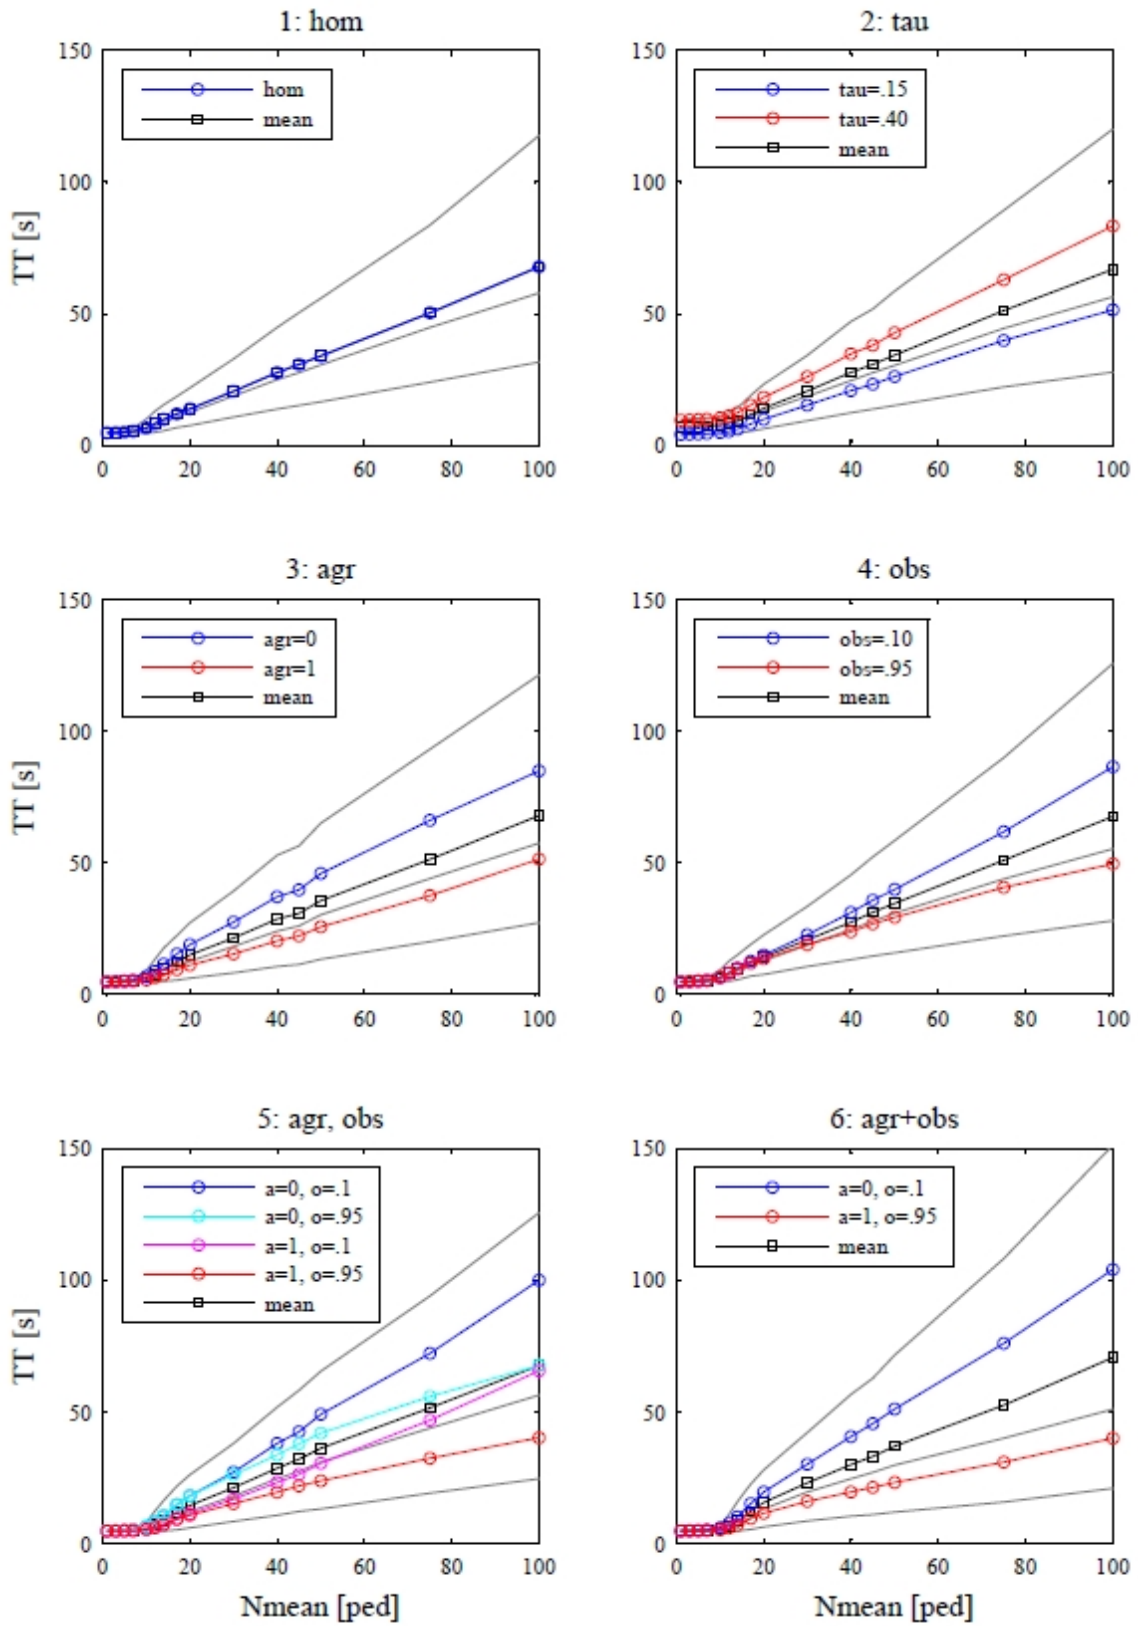 1: hom
150
100
50
0
TT [s]
hom
mean
0 20 40 60 80 100
2: tau
150
100
50
0
tau=.15
tau=.40
mean
0 20 40 60 80 100
3: agr
150
100
50
0
TT [s]
agr=0
agr=1
mean
0 20 40 60 80 100
4: obs
150
100
50
0
obs=.10
obs=.95
mean
0 20 40 60 80 100
5: agr, obs
150
100
50
0
TT [s]
a=0, o=.1
a=0, o=.95
a=1, o=.1
a=1, o=.95
mean
0 20 40 60 80 100
Nmean [ped]
6: agr+obs
150
100
50
0
a=0, o=.1
a=1, o=.95
mean
0 20 40 60 80 100
Nmean [ped]